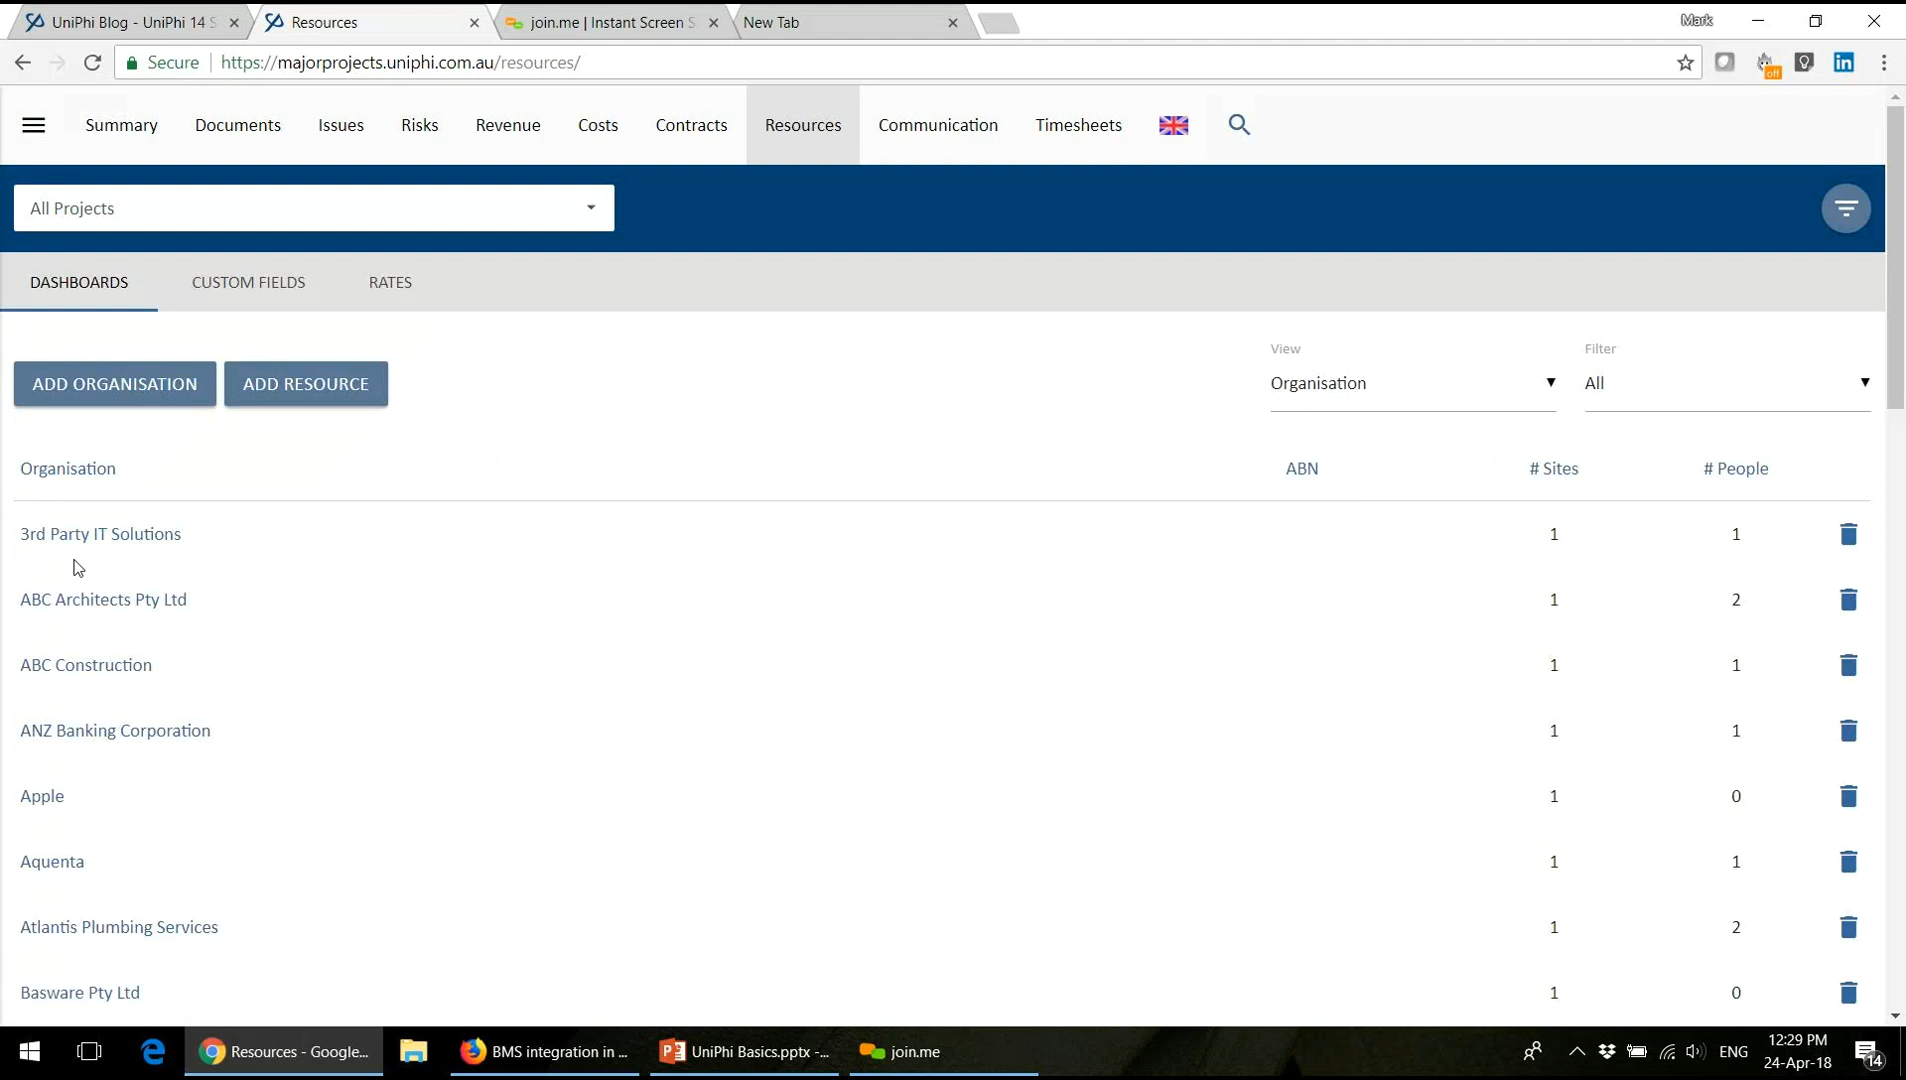 UniPhi Blog - UniPhi 14 S
Resources
join.me | Instant Screen S
New Tab
Mark
Secure
https://majorprojects.uniphi.com.au/resources/
off
in
Summary
Documents
Issues
Risks
Revenue
Costs
Contracts
Resources
Communication
Timesheets
All Projects
DASHBOARDS
CUSTOM FIELDS
RATES
View
Filter
ADD ORGANISATION
ADD RESOURCE
Organisation
All
Organisation
ABN
# Sites
# People
3rd Party IT Solutions 1 1
ABC Architects Pty Ltd 1 2
ABC Construction 1 1
ANZ Banking Corporation 1 1
Apple 1 0
Aquenta 1 1
Atlantis Plumbing Services 1 2
Basware Pty Ltd 1 0
Resources - Google...
BMS integration in ...
UniPhi Basics.pptx -...
join.me
ENG
12:29 PM
24-Apr-18
14